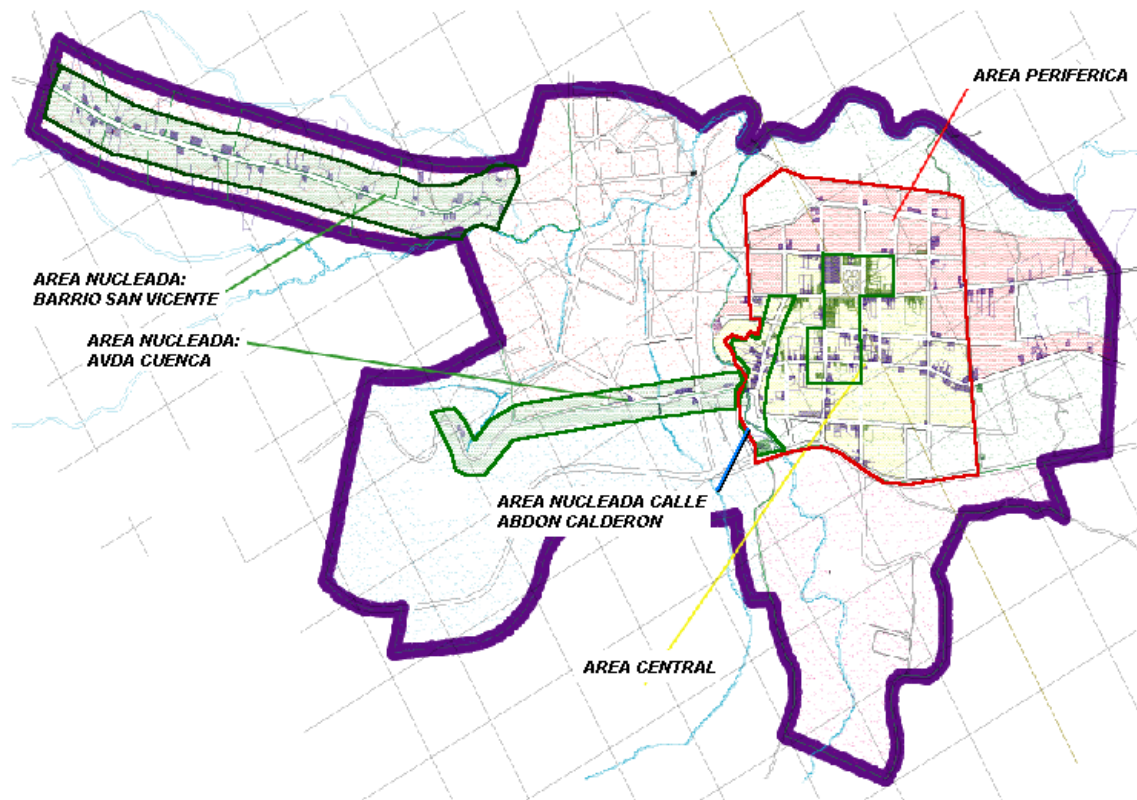 AREA PERIFERICA
AREA NUCLEADA:
BARRIO SAN VICENTE
AREA NUCLEADA:
AVDA CUENCA
AREA NUCLEADA CALLE
ABDON CALDERON
AREA CENTRAL